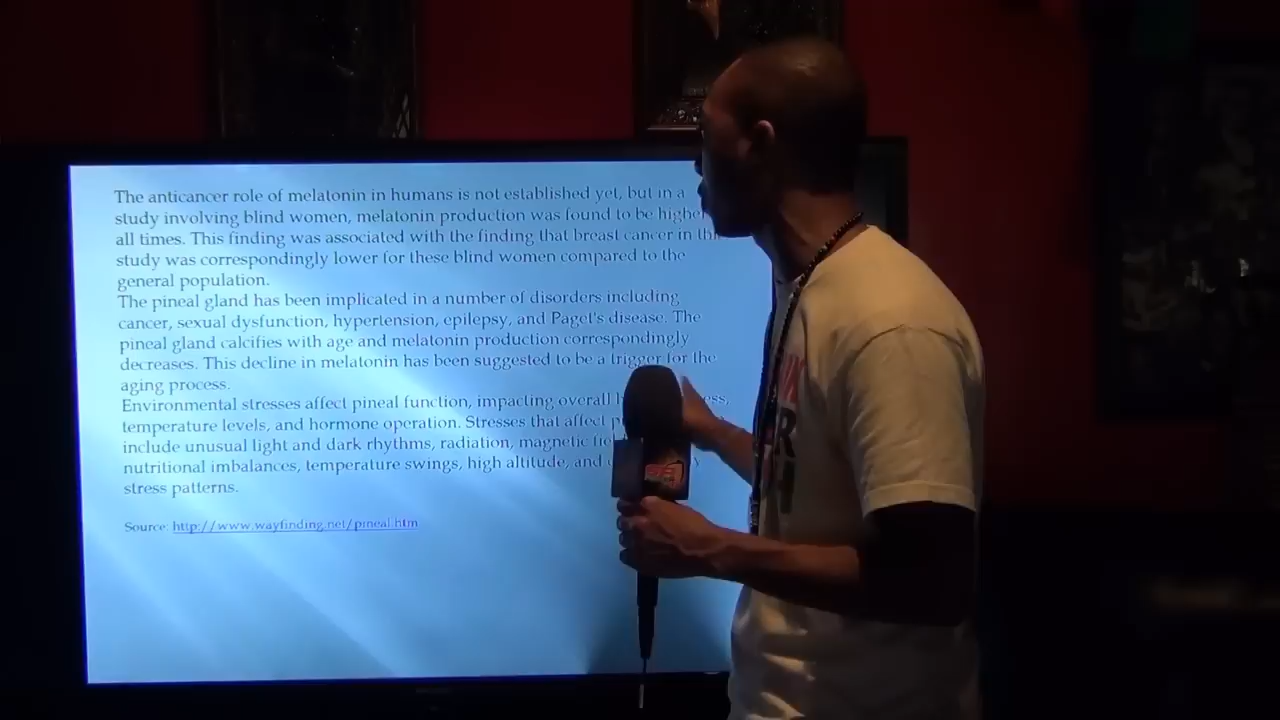 The anticancer role of melatonin in humans is not established yet, but in a
study involving blind women, melatonin production was found to be
all times. This finding was associated with the finding that breast cancer in
study was correspondingly lower for these blind women compared to the
general population.
The pineal gland has been implicated in a number of disorders including
cancer, sexual dysfunction, hypertension, epilepsy, and Paget's disease. The
pineal gland calcifies with age and melatonin production correspondingly
decreases. This decline in melatonin has been suggested to be a trigger for the
aging process.
Environmental stresses affect pineal function, impacting overall
temperature levels, and hormone operation. Stresses that affect
include unusual light and dark rhythms, radiation, magnetic
nutritional imbalances, temperature swings, high altitude, and
stress patterns.
Source: http://www.wayfinding.net/pineal.htm